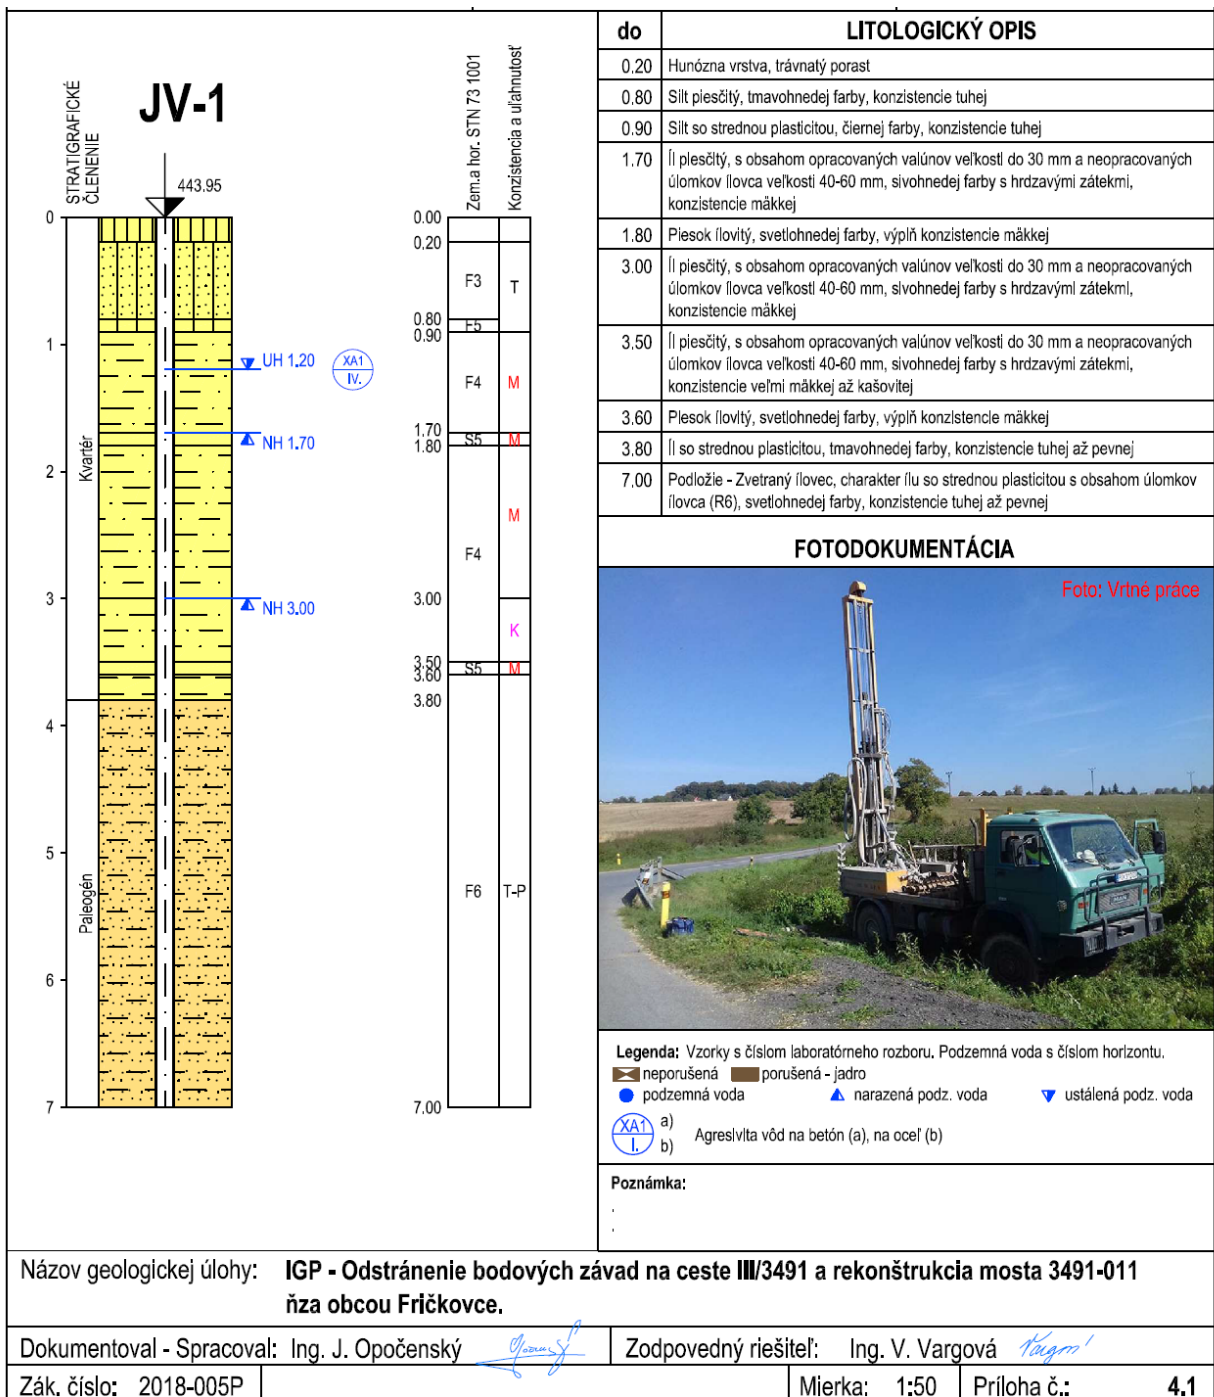 JV-1
STRATIGRAFICKÉ
ČLENENIE
443.95
Zem.a hor. STN 73 1001
Konzistencia a uľahnutosť
0
1
2
3
4
5
6
7
Kvartér
Paleogén
UH 1.20
XA1
IV.
NH 1.70
NH 3.00
0.00
0.20
0.80
0.90
1.70
1.80
3.00
3.50
3.60
3.80
7.00
F3
F5
F4
S5
F4
S5
F6
T
M
M
M
K
M
T-P
do LITOLOGICKÝ OPIS
0.20 Hunózna vrstva, trávnatý porast
0.80 Silt piesčitý, tmavohnedej farby, konzistencie tuhej
0.90 Silt so strednou plasticitou, čiernej farby, konzistencie tuhej
1.70 Íl piesčitý, s obsahom opracovaných valúnov veľkosti do 30 mm a neopracovaných
úlomkov ílovca veľkosti 40-60 mm, sivohnedej farby s hrdzavými zátekmi,
konzistencie mäkkej
1.80 Piesok ílovitý, svetlohnedej farby, výplň konzistencie mäkkej
3.00 Íl piesčitý, s obsahom opracovaných valúnov veľkosti do 30 mm a neopracovaných
úlomkov ílovca veľkosti 40-60 mm, sivohnedej farby s hrdzavými zátekmi,
konzistencie mäkkej
3.50 Íl piesčitý, s obsahom opracovaných valúnov veľkosti do 30 mm a neopracovaných
úlomkov ílovca veľkosti 40-60 mm, sivohnedej farby s hrdzavými zátekmi,
konzistencie veľmi mäkkej až kašovitej
3.60 Piesok ílovitý, svetlohnedej farby, výplň konzistencie mäkkej
3.80 Íl so strednou plasticitou, tmavohnedej farby, konzistencie tuhej až pevnej
7.00 Podložie - Zvetraný ílovec, charakter ílu so strednou plasticitou s obsahom úlomkov
ílovca (R6), svetlohnedej farby, konzistencie tuhej až pevnej
FOTODOKUMENTÁCIA
Foto: Vrtné práce
Legenda: Vzorky s číslom laboratórneho rozboru. Podzemná voda s číslom horizontu.
neporušená porušená - jadro
podzemná voda narazená podz. voda ustálená podz. voda
XA1 a)
I. b) Agresivita vôd na betón (a), na oceľ (b)
Poznámka:
Názov geologickej úlohy: IGP - Odstránenie bodových závad na ceste III/3491 a rekonštrukcia mosta 3491-011
ňza obcou Fričkovce.
Dokumentoval - Spracoval: Ing. J. Opočenský Zodpovedný riešiteľ: Ing. V. Vargová
Zák. číslo: 2018-005P Mierka: 1:50 Príloha č.: 4.1